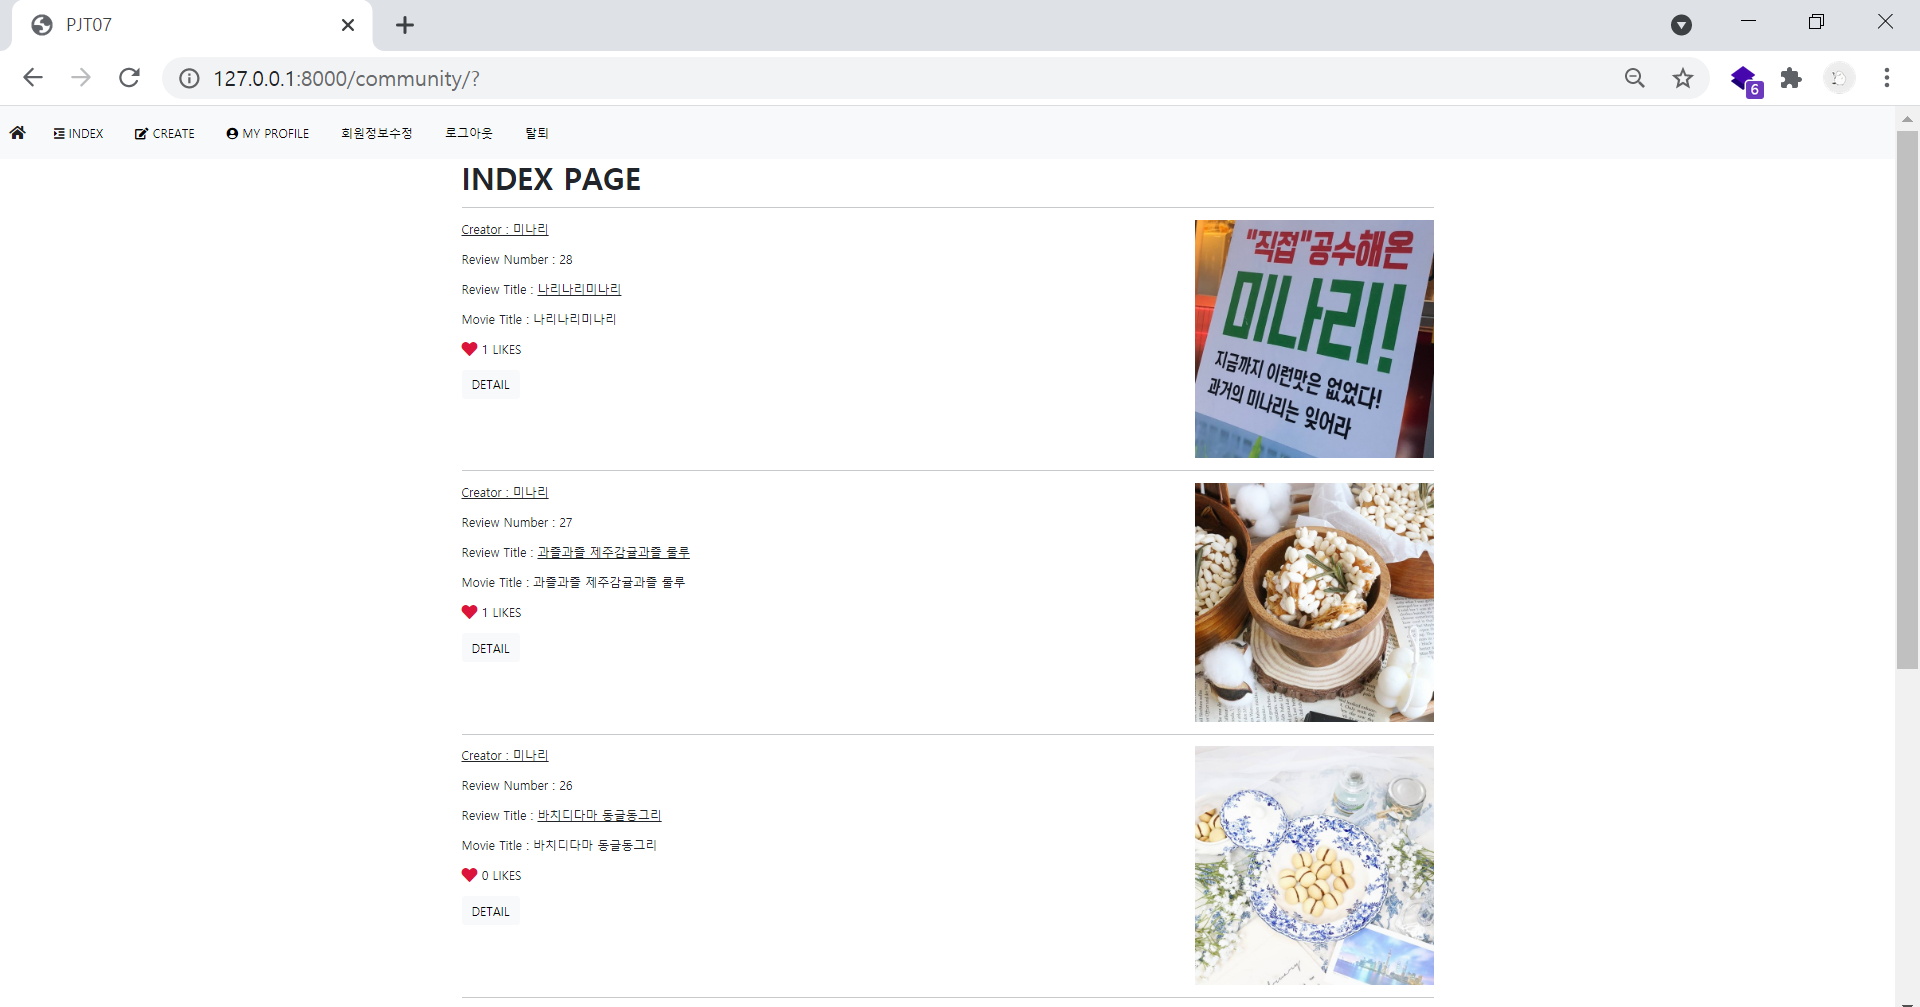 PJT07
127.0.0.1:8000/community/?
6
INDEX CREATE MY PROFILE 회원정보수정 로그아웃 탈퇴
INDEX PAGE
Creator : 미나리
Review Number : 28
Review Title : 나리나리미나리
Movie Title : 나리나리미나리
1 LIKES
DETAIL
"직접"공수해온
미나리!
지금까지 이런맛은 없었다!
과거의 미나리는 잊어라
Creator : 미나리
Review Number : 27
Review Title : 과즐과즐 제주감귤과즐 룰루
Movie Title : 과즐과즐 제주감귤과즐 룰루
1 LIKES
DETAIL
Creator : 미나리
Review Number : 26
Review Title : 바치디다마 동글동그리
Movie Title : 바치디다마 동글동그리
0 LIKES
DETAIL